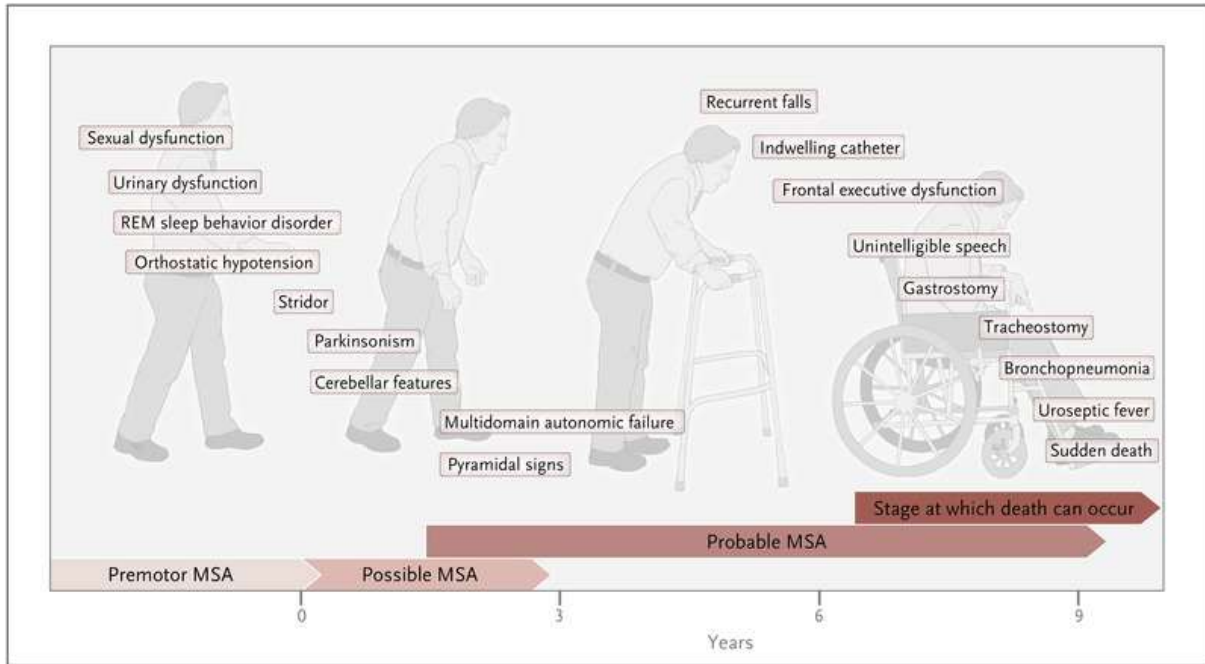 Recurrent falls
Sexual dysfunction
Indwelling catheter
Urinary dysfunction
Frontal executive dysfunction
REM sleep behavior disorder
Unintelligible speech
Orthostatic hypotension
Gastrostomy
Stridor
Tracheostomy
Parkinsonism
Bronchopneumonia
Cerebellar features
Uroseptic fever
Multidomain autonomic failure
Sudden death
Pyramidal signs
Stage at which death can occur
Probable MSA
Premotor MSA
Possible MSA
0
3
6
9
Years